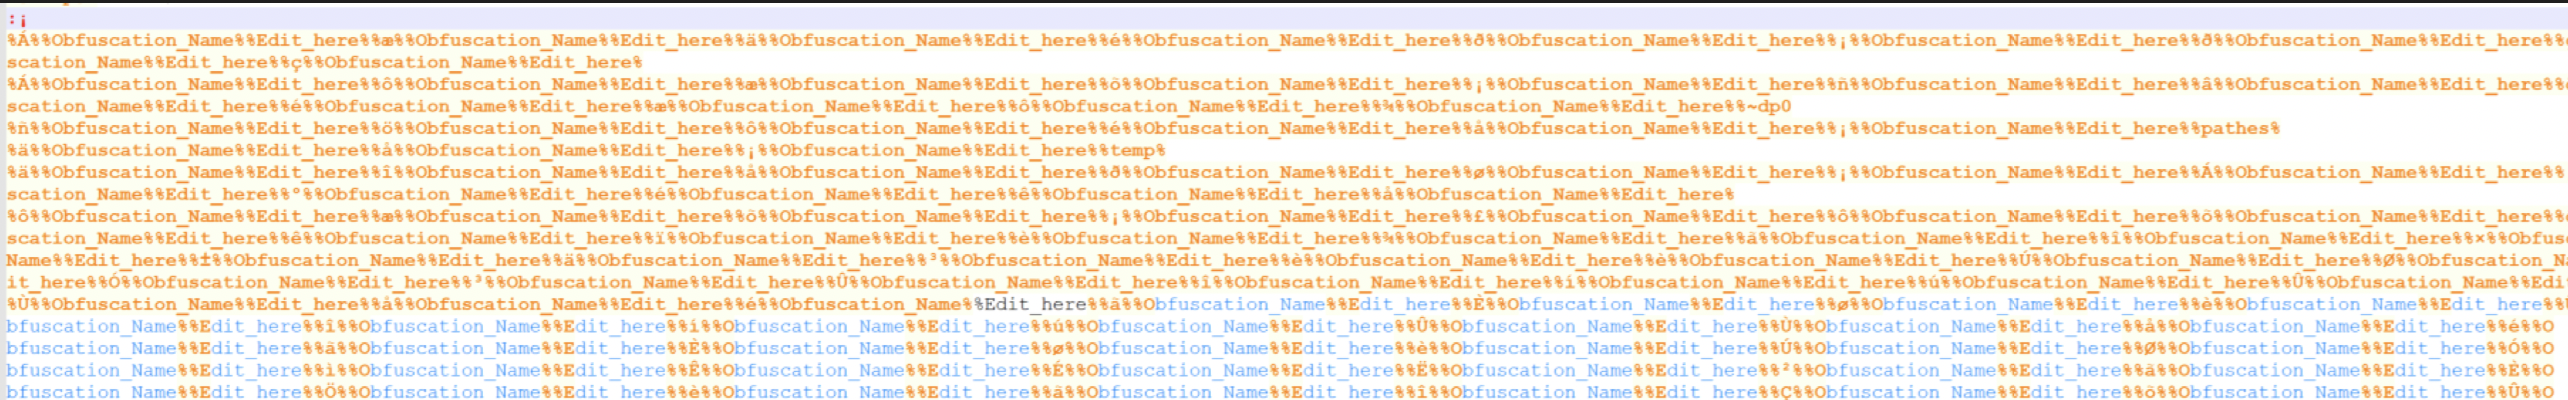 :¡
%Á%%Obfuscation_Name%%Edit_here%%æ%%Obfuscation_Name%%Edit_here%%ä%%Obfuscation_Name%%Edit_here%%é%%Obfuscation_Name%%Edit_here%%ð%%Obfuscation_Name%%Edit_here%%¡%%Obfuscation_Name%%Edit_here%%ð%%Obfuscation_Name%%Edit_here%%
scation_Name%%Edit_here%%ç%%Obfuscation_Name%%Edit_here%
%Á%%Obfuscation_Name%%Edit_here%%ô%%Obfuscation_Name%%Edit_here%%æ%%Obfuscation_Name%%Edit_here%%õ%%Obfuscation_Name%%Edit_here%%¡%%Obfuscation_Name%%Edit_here%%ñ%%Obfuscation_Name%%Edit_here%%â%%Obfuscation_Name%%Edit_here%%
scation_Name%%Edit_here%%é%%Obfuscation_Name%%Edit_here%%æ%%Obfuscation_Name%%Edit_here%%ô%%Obfuscation_Name%%Edit_here%%¾%%Obfuscation_Name%%Edit_here%%~dp0
%ñ%%Obfuscation_Name%%Edit_here%%ö%%Obfuscation_Name%%Edit_here%%ô%%Obfuscation_Name%%Edit_here%%é%%Obfuscation_Name%%Edit_here%%å%%Obfuscation_Name%%Edit_here%%¡%%Obfuscation_Name%%Edit_here%%pathes%
%ä%%Obfuscation_Name%%Edit_here%%å%%Obfuscation_Name%%Edit_here%%¡%%Obfuscation_Name%%Edit_here%%temp%
%ä%%Obfuscation_Name%%Edit_here%%î%%Obfuscation_Name%%Edit_here%%å%%Obfuscation_Name%%Edit_here%%ð%%Obfuscation_Name%%Edit_here%%ø%%Obfuscation_Name%%Edit_here%%¡%%Obfuscation_Name%%Edit_here%%Á%%Obfuscation_Name%%Edit_here%%
scation_Name%%Edit_here%%°%%Obfuscation_Name%%Edit_here%%é%%Obfuscation_Name%%Edit_here%%ê%%Obfuscation_Name%%Edit_here%%å%%Obfuscation_Name%%Edit_here%
%ô%%Obfuscation_Name%%Edit_here%%æ%%Obfuscation_Name%%Edit_here%%õ%%Obfuscation_Name%%Edit_here%%¡%%Obfuscation_Name%%Edit_here%%£%%Obfuscation_Name%%Edit_here%%ô%%Obfuscation_Name%%Edit_here%%õ%%Obfuscation_Name%%Edit_here%%
scation_Name%%Edit_here%%ê%%Obfuscation_Name%%Edit_here%%ï%%Obfuscation_Name%%Edit_here%%è%%Obfuscation_Name%%Edit_here%%¾%%Obfuscation_Name%%Edit_here%%â%%Obfuscation_Name%%Edit_here%%î%%Obfuscation_Name%%Edit_here%%×%%Obfus
Name%%Edit_here%%±%%Obfuscation_Name%%Edit_here%%ä%%Obfuscation_Name%%Edit_here%%³%%Obfuscation_Name%%Edit_here%%è%%Obfuscation_Name%%Edit_here%%è%%Obfuscation_Name%%Edit_here%%Ú%%Obfuscation_Name%%Edit_here%%Ø%%Obfuscation_N
it_here%%Ó%%Obfuscation_Name%%Edit_here%%³%%Obfuscation_Name%%Edit_here%%Û%%Obfuscation_Name%%Edit_here%%î%%Obfuscation_Name%%Edit_here%%í%%Obfuscation_Name%%Edit_here%%ú%%Obfuscation_Name%%Edit_here%%Û%%Obfuscation_Name%%Edi
%Ù%%Obfuscation_Name%%Edit_here%%å%%Obfuscation_Name%%Edit_here%%é%%Obfuscation_Name%%Edit_here%%ã%%Obfuscation_Name%%Edit_here%%È%%Obfuscation_Name%%Edit_here%%ø%%Obfuscation_Name%%Edit_here%%è%%Obfuscation_Name%%Edit_here%%
bfuscation_Name%%Edit_here%%î%%Obfuscation_Name%%Edit_here%%í%%Obfuscation_Name%%Edit_here%%ú%%Obfuscation_Name%%Edit_here%%Û%%Obfuscation_Name%%Edit_here%%Ù%%Obfuscation_Name%%Edit_here%%å%%Obfuscation_Name%%Edit_here%%é%%O
bfuscation_Name%%Edit_here%%ã%%Obfuscation_Name%%Edit_here%%È%%Obfuscation_Name%%Edit_here%%ø%%Obfuscation_Name%%Edit_here%%è%%Obfuscation_Name%%Edit_here%%Ú%%Obfuscation_Name%%Edit_here%%Ø%%Obfuscation_Name%%Edit_here%%Ó%%O
bfuscation_Name%%Edit_here%%ì%%Obfuscation_Name%%Edit_here%%Ê%%Obfuscation_Name%%Edit_here%%É%%Obfuscation_Name%%Edit_here%%Ë%%Obfuscation_Name%%Edit_here%%²%%Obfuscation_Name%%Edit_here%%ã%%Obfuscation_Name%%Edit_here%%È%%O
bfuscation_Name%%Edit_here%%Ö%%Obfuscation_Name%%Edit_here%%è%%Obfuscation_Name%%Edit_here%%ã%%Obfuscation_Name%%Edit_here%%î%%Obfuscation_Name%%Edit_here%%Ç%%Obfuscation_Name%%Edit_here%%õ%%Obfuscation_Name%%Edit_here%%Û%%O